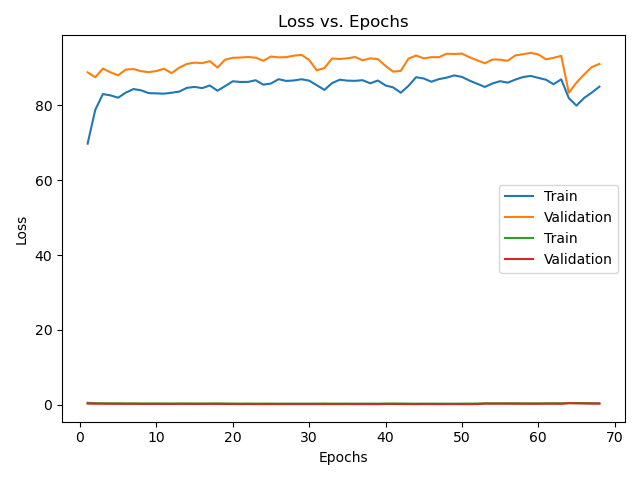 Loss vs. Epochs
80
60
40
20
0
Loss
Train
Validation
Train
Validation
0 10 20 30 40 50 60 70
Epochs